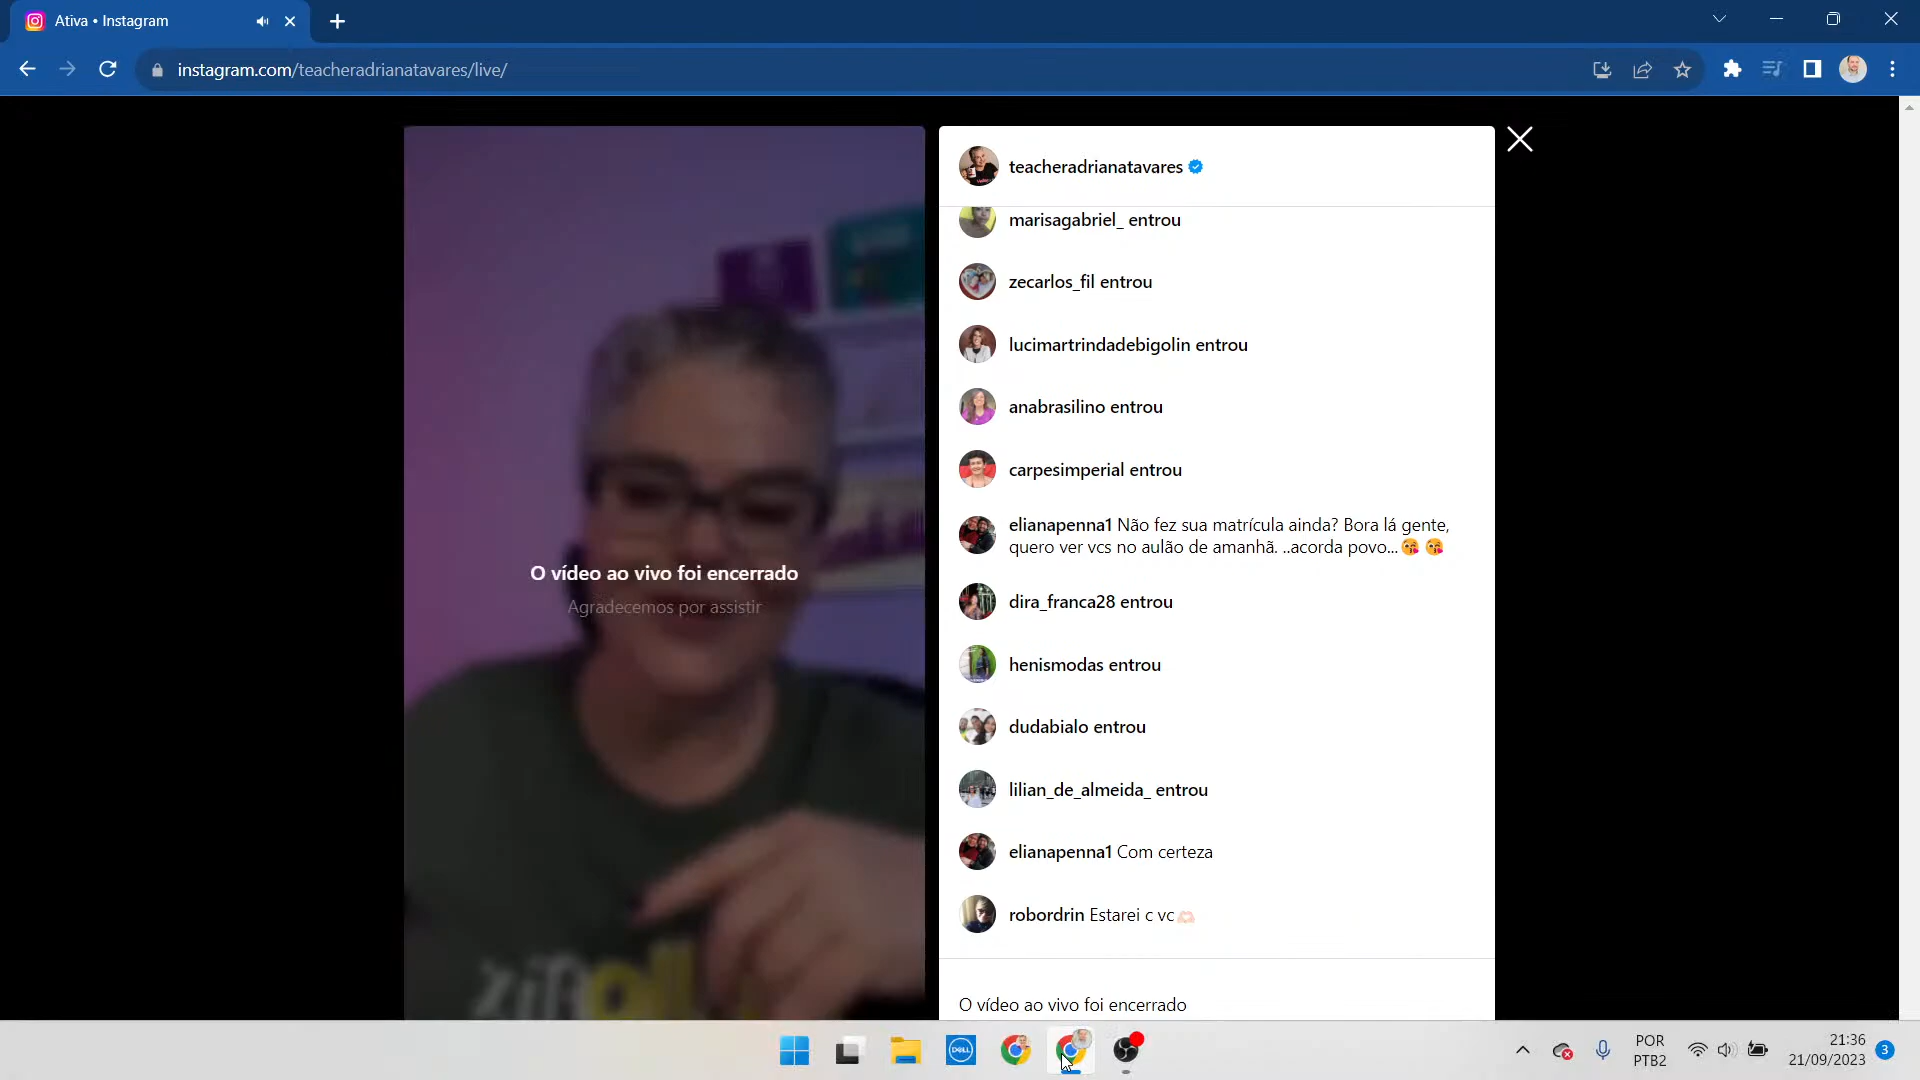 Ativa • Instagram
instagram.com/teacheradrianatavares/live/
teacheradrianatavares
marisagabriel_ entrou
zecarlos_fil entrou
lucimartrindadebigolin entrou
anabrasilino entrou
carpesimperial entrou
elianapenna1 Não fez sua matrícula ainda? Bora lá gente,
quero ver vcs no aulão de amanhã. ..acorda povo...😘 😘
dira_franca28 entrou
henismodas entrou
dudabialo entrou
lilian_de_almeida_ entrou
elianapenna1 Com certeza
robordrin Estarei c vc🫶🏻
O vídeo ao vivo foi encerrado
O vídeo ao vivo foi encerrado
Agradecemos por assistir
DELL
POR
PTB2
21:36
21/09/2023
3